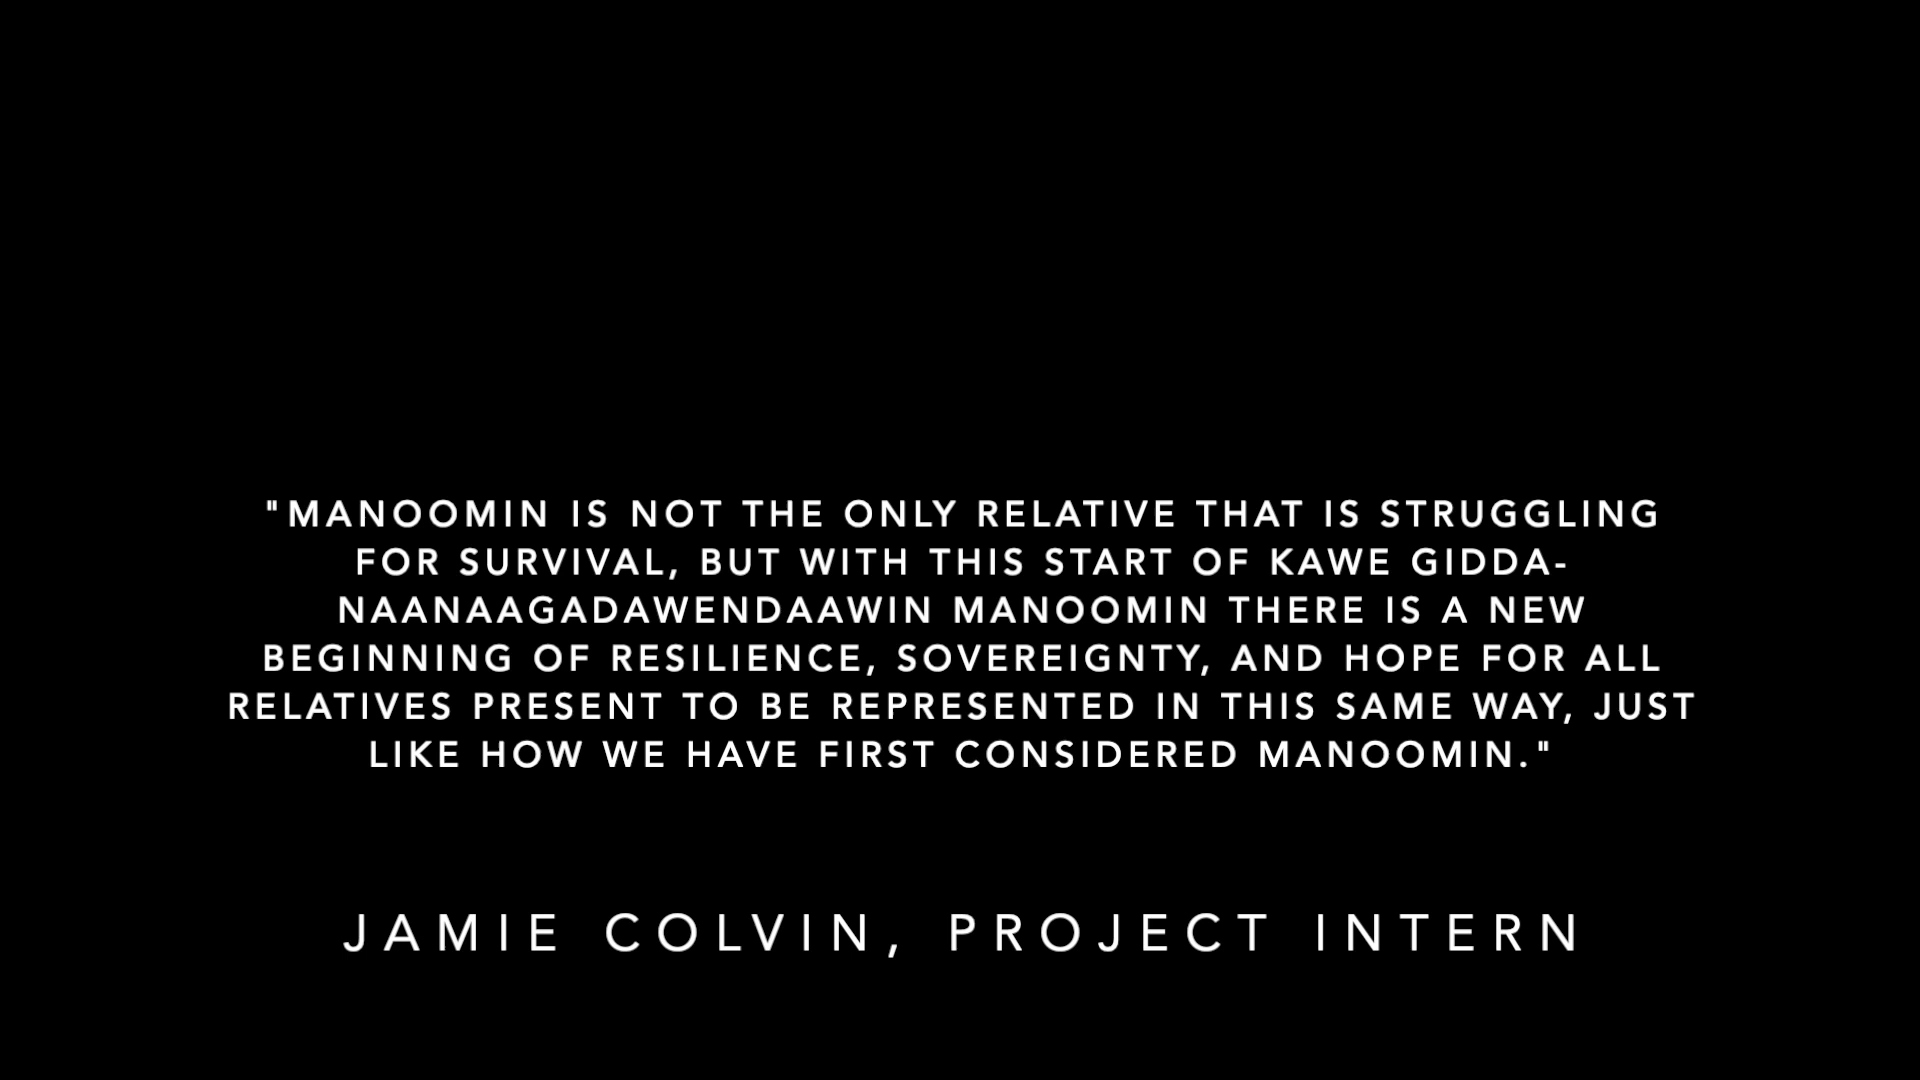 "MANOOMIN IS NOT THE ONLY RELATIVE THAT IS STRUGGLING
FOR SURVIVAL, BUT WITH THIS START OF KAWE GIDDA-
NAANAAGADAWENDAAWIN MANOOMIN THERE IS A NEW
BEGINNING OF RESILIENCE, SOVEREIGNTY, AND HOPE FOR ALL
RELATIVES PRESENT TO BE REPRESENTED IN THIS SAME WAY, JUST
LIKE HOW WE HAVE FIRST CONSIDERED MANOOMIN."
JAMIE COLVIN, PROJECT INTERN